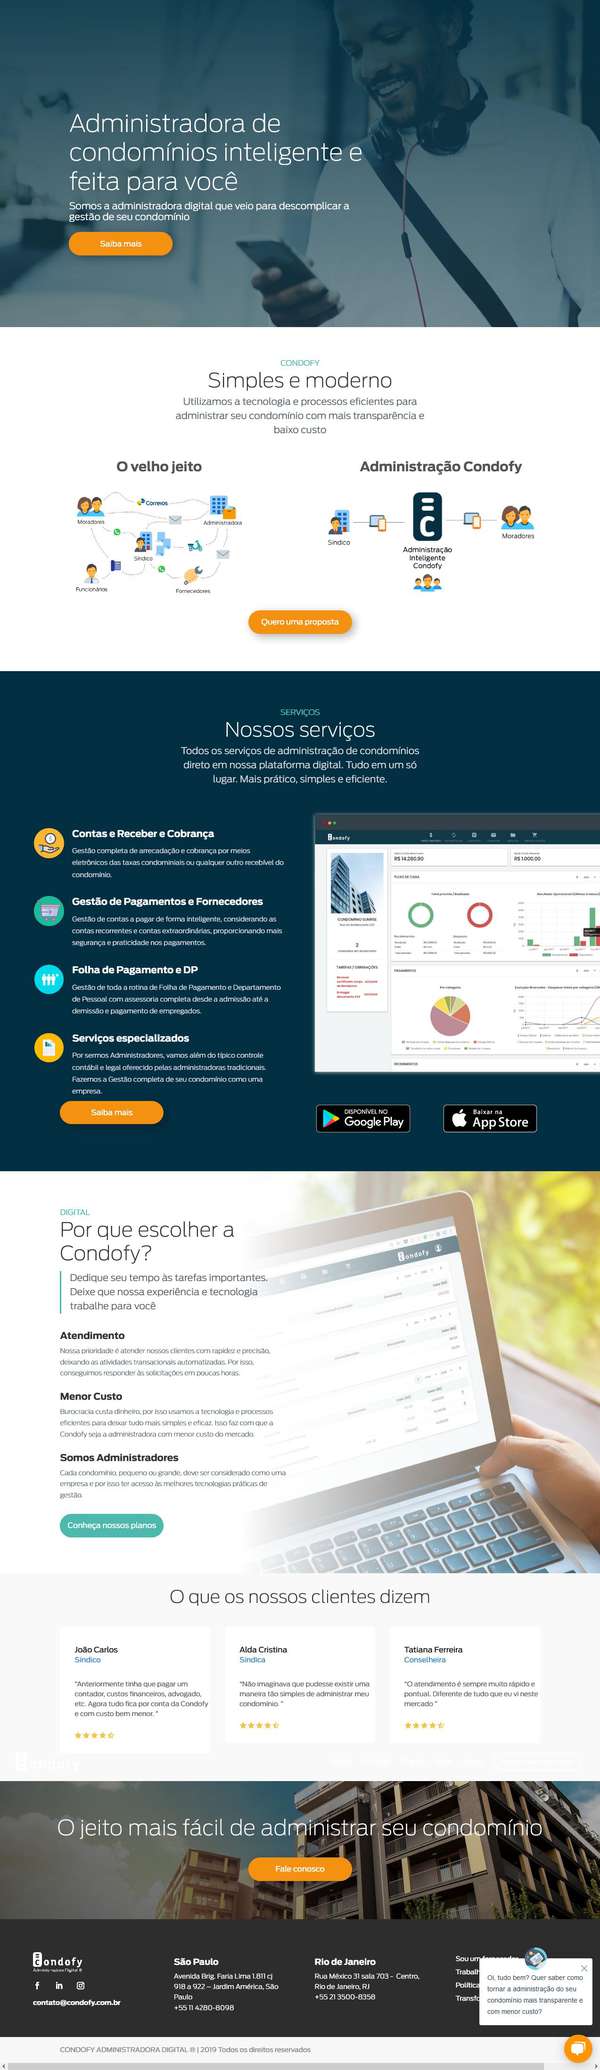 Administradora de
condomínios inteligente e
feita para você
Somos a administradora digital que veio para descomplicar a
gestão de seu condomínio
Saiba mais
CONDOFY
Simples e moderno
Utilizamos a tecnologia e processos eficientes para
administrar seu condomínio com mais transparência e
baixo custo
O velho jeito
Administração Condofy
Correios
Moradores
Administradora
Síndico
Funcionários
Fornecedores
Síndico
Administração
Inteligente
Condofy
Moradores
Quero uma proposta
SERVIÇOS
Nossos serviços
Todos os serviços de administração de condomínios
direto em nossa plataforma digital. Tudo em um só
lugar. Mais prático, simples e eficiente.
Contas e Receber e Cobrança
Gestão completa de arrecadação e cobrança por meios
eletrônicos das taxas condominiais ou qualquer outro recebível do
condomínio.
Gestão de Pagamentos e Fornecedores
Gestão de contas a pagar de forma inteligente, considerando as
contas recorrentes e contas extraordinárias, proporcionando mais
segurança e praticidade nos pagamentos.
Folha de Pagamento e DP
Gestão de toda a rotina de Folha de Pagamento e Departamento
de Pessoal com assessoria completa desde a admissão até a
demissão e pagamento de empregados.
Serviços especializados
Por sermos Administradores, vamos além do típico controle
contábil e legal oferecido pelas administradoras tradicionais.
Fazemos a Gestão completa de seu condomínio como uma
empresa.
Saiba mais
Condofy
R$ 14.280,90
R$ 1.000,00
DISPONÍVEL NO
Google Play
Baixar na
App Store
DIGITAL
Por que escolher a
Condofy?
Dedique seu tempo às tarefas importantes.
Deixe que nossa experiência e tecnologia
trabalhe para você
Condofy
Atendimento
Nossa prioridade é atender nossos clientes com rapidez e precisão,
deixando as atividades transacionais automatizadas. Por isso,
conseguimos responder às solicitações em poucas horas.
Menor Custo
Burocracia custa dinheiro, por isso usamos a tecnologia e processos
eficientes para deixar tudo mais simples e eficaz. Isso faz com que a
Condofy seja a administradora com menor custo do mercado.
Somos Administradores
Cada condomínio, pequeno ou grande, deve ser considerado como uma
empresa e por isso ter acesso às melhores tecnologias práticas de
gestão.
Conheça nossos planos
O que os nossos clientes dizem
João Carlos
Síndico
"Anteriormente tinha que pagar um
contador, custos financeiros, advogado,
etc. Agora tudo fica por conta da Condofy
e com custo bem menor. "
Alda Cristina
Síndica
"Não imaginava que pudesse existir uma
maneira tão simples de administrar meu
condomínio. "
Tatiana Ferreira
Conselheira
"O atendimento é sempre muito rápido e
pontual. Diferente de tudo que eu vi neste
mercado "
Condofy
O jeito mais fácil de administrar seu condomínio
Fale conosco
Condofy
Administradora Digital ®
contato@condofy.com.br
São Paulo
Avenida Brig. Faria Lima 1.811 cj
918 a 922 – Jardim América, São
Paulo
+55 11 4280-8098
Rio de Janeiro
Rua México 31 sala 703 - Centro,
Rio de Janeiro, RJ
+55 21 3500-8358
Sou um fornecedor
Oi, tudo bem? Quer saber como
tornar a administração do seu
condomínio mais transparente e
com menor custo?
CONDOFY ADMINISTRADORA DIGITAL ® | 2019 Todos os direitos reservados